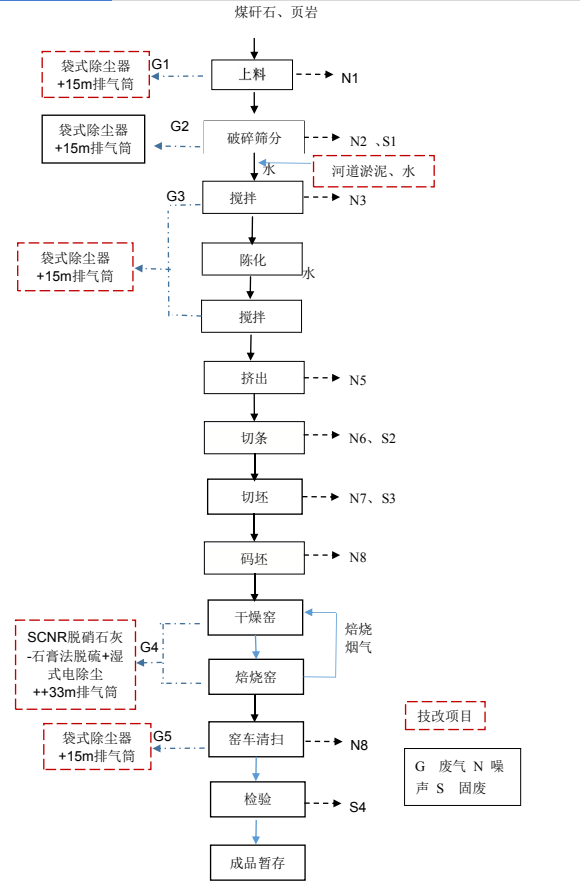 煤矸石、页岩
袋式除尘器
+15m排气筒
G1
上料
N1
袋式除尘器
+15m排气筒
G2
破碎筛分
N2 、S1
水
河道淤泥、水
G3
搅拌
N3
袋式除尘器
+15m排气筒
陈化
水
搅拌
挤出
N5
切条
N6、S2
切坯
N7、S3
码坯
N8
干燥窑
焙烧
烟气
SCNR脱硝石灰
-石膏法脱硫+湿
式电除尘
++33m排气筒
G4
焙烧窑
技改项目
袋式除尘器
+15m排气筒
G5
窑车清扫
N8
G 废气 N 噪
声 S 固废
检验
S4
成品暂存